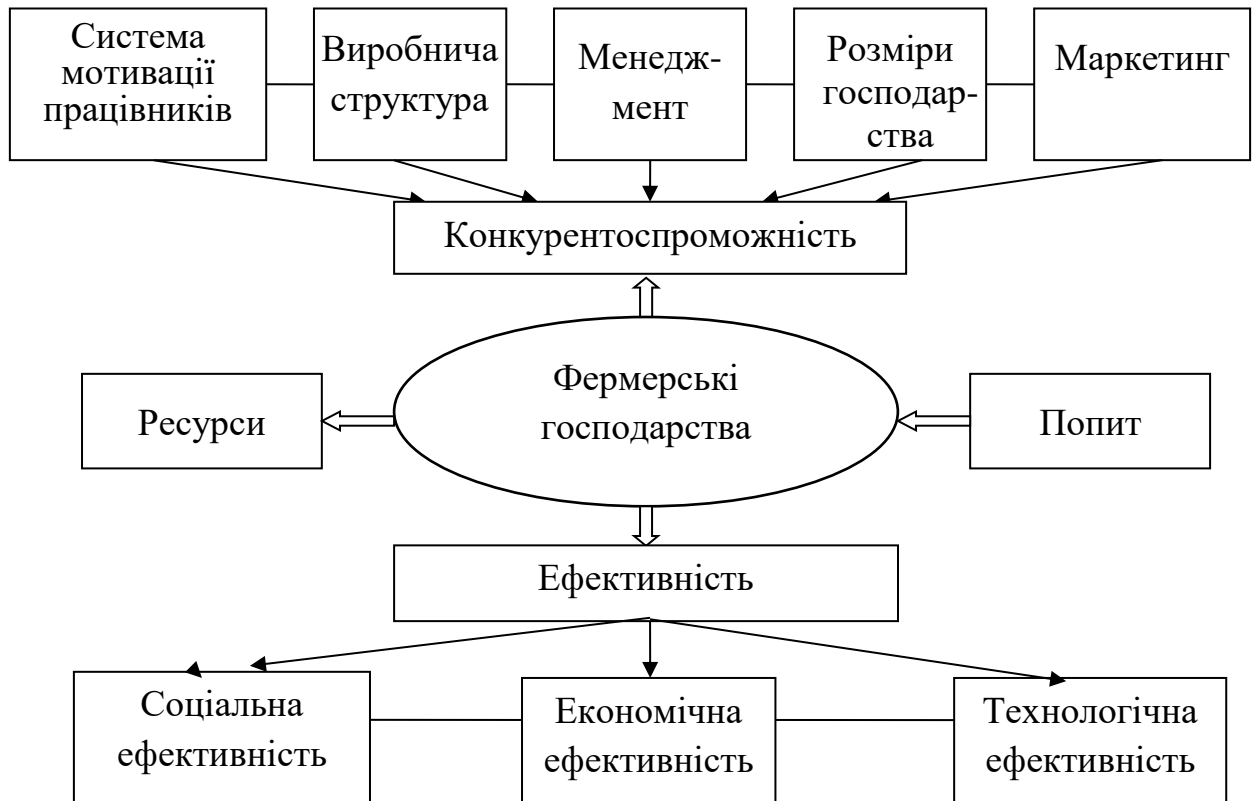 Система
мотивації
працівників
Виробнича
структура
Менедж-
мент
Розміри
господар-
ства
Маркетинг
Конкурентоспроможність
Фермерські
господарства
Ресурси
Попит
Ефективність
Соціальна
ефективність
Економічна
ефективність
Технологічна
ефективність